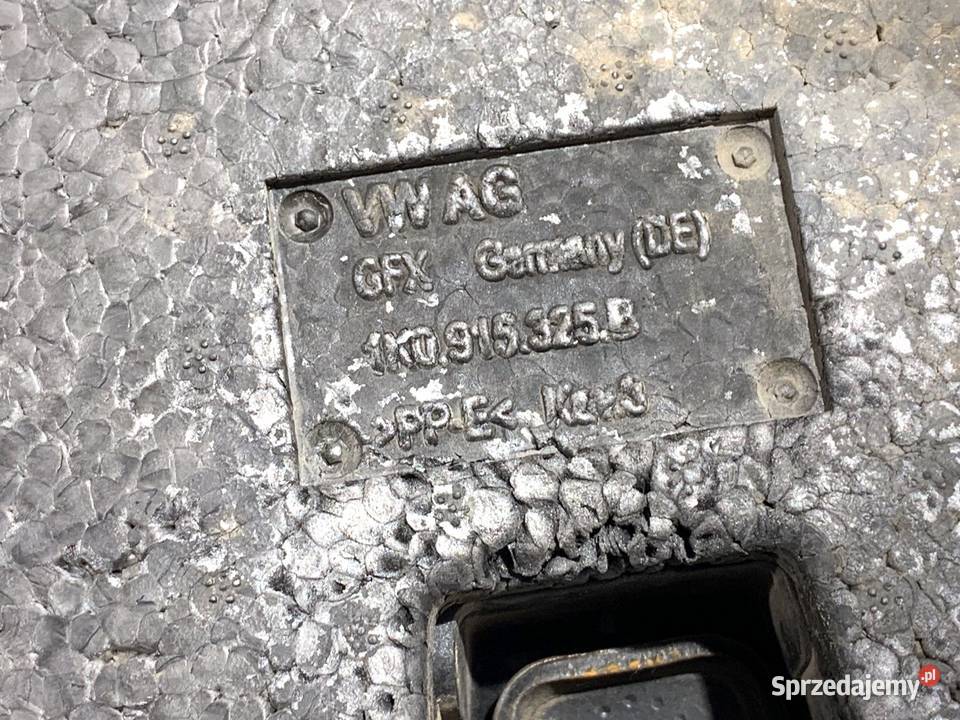 VW AG
GFX Germany (DE)
1K0.915.325.B
>PP-E<
Sprzedajemy.pl